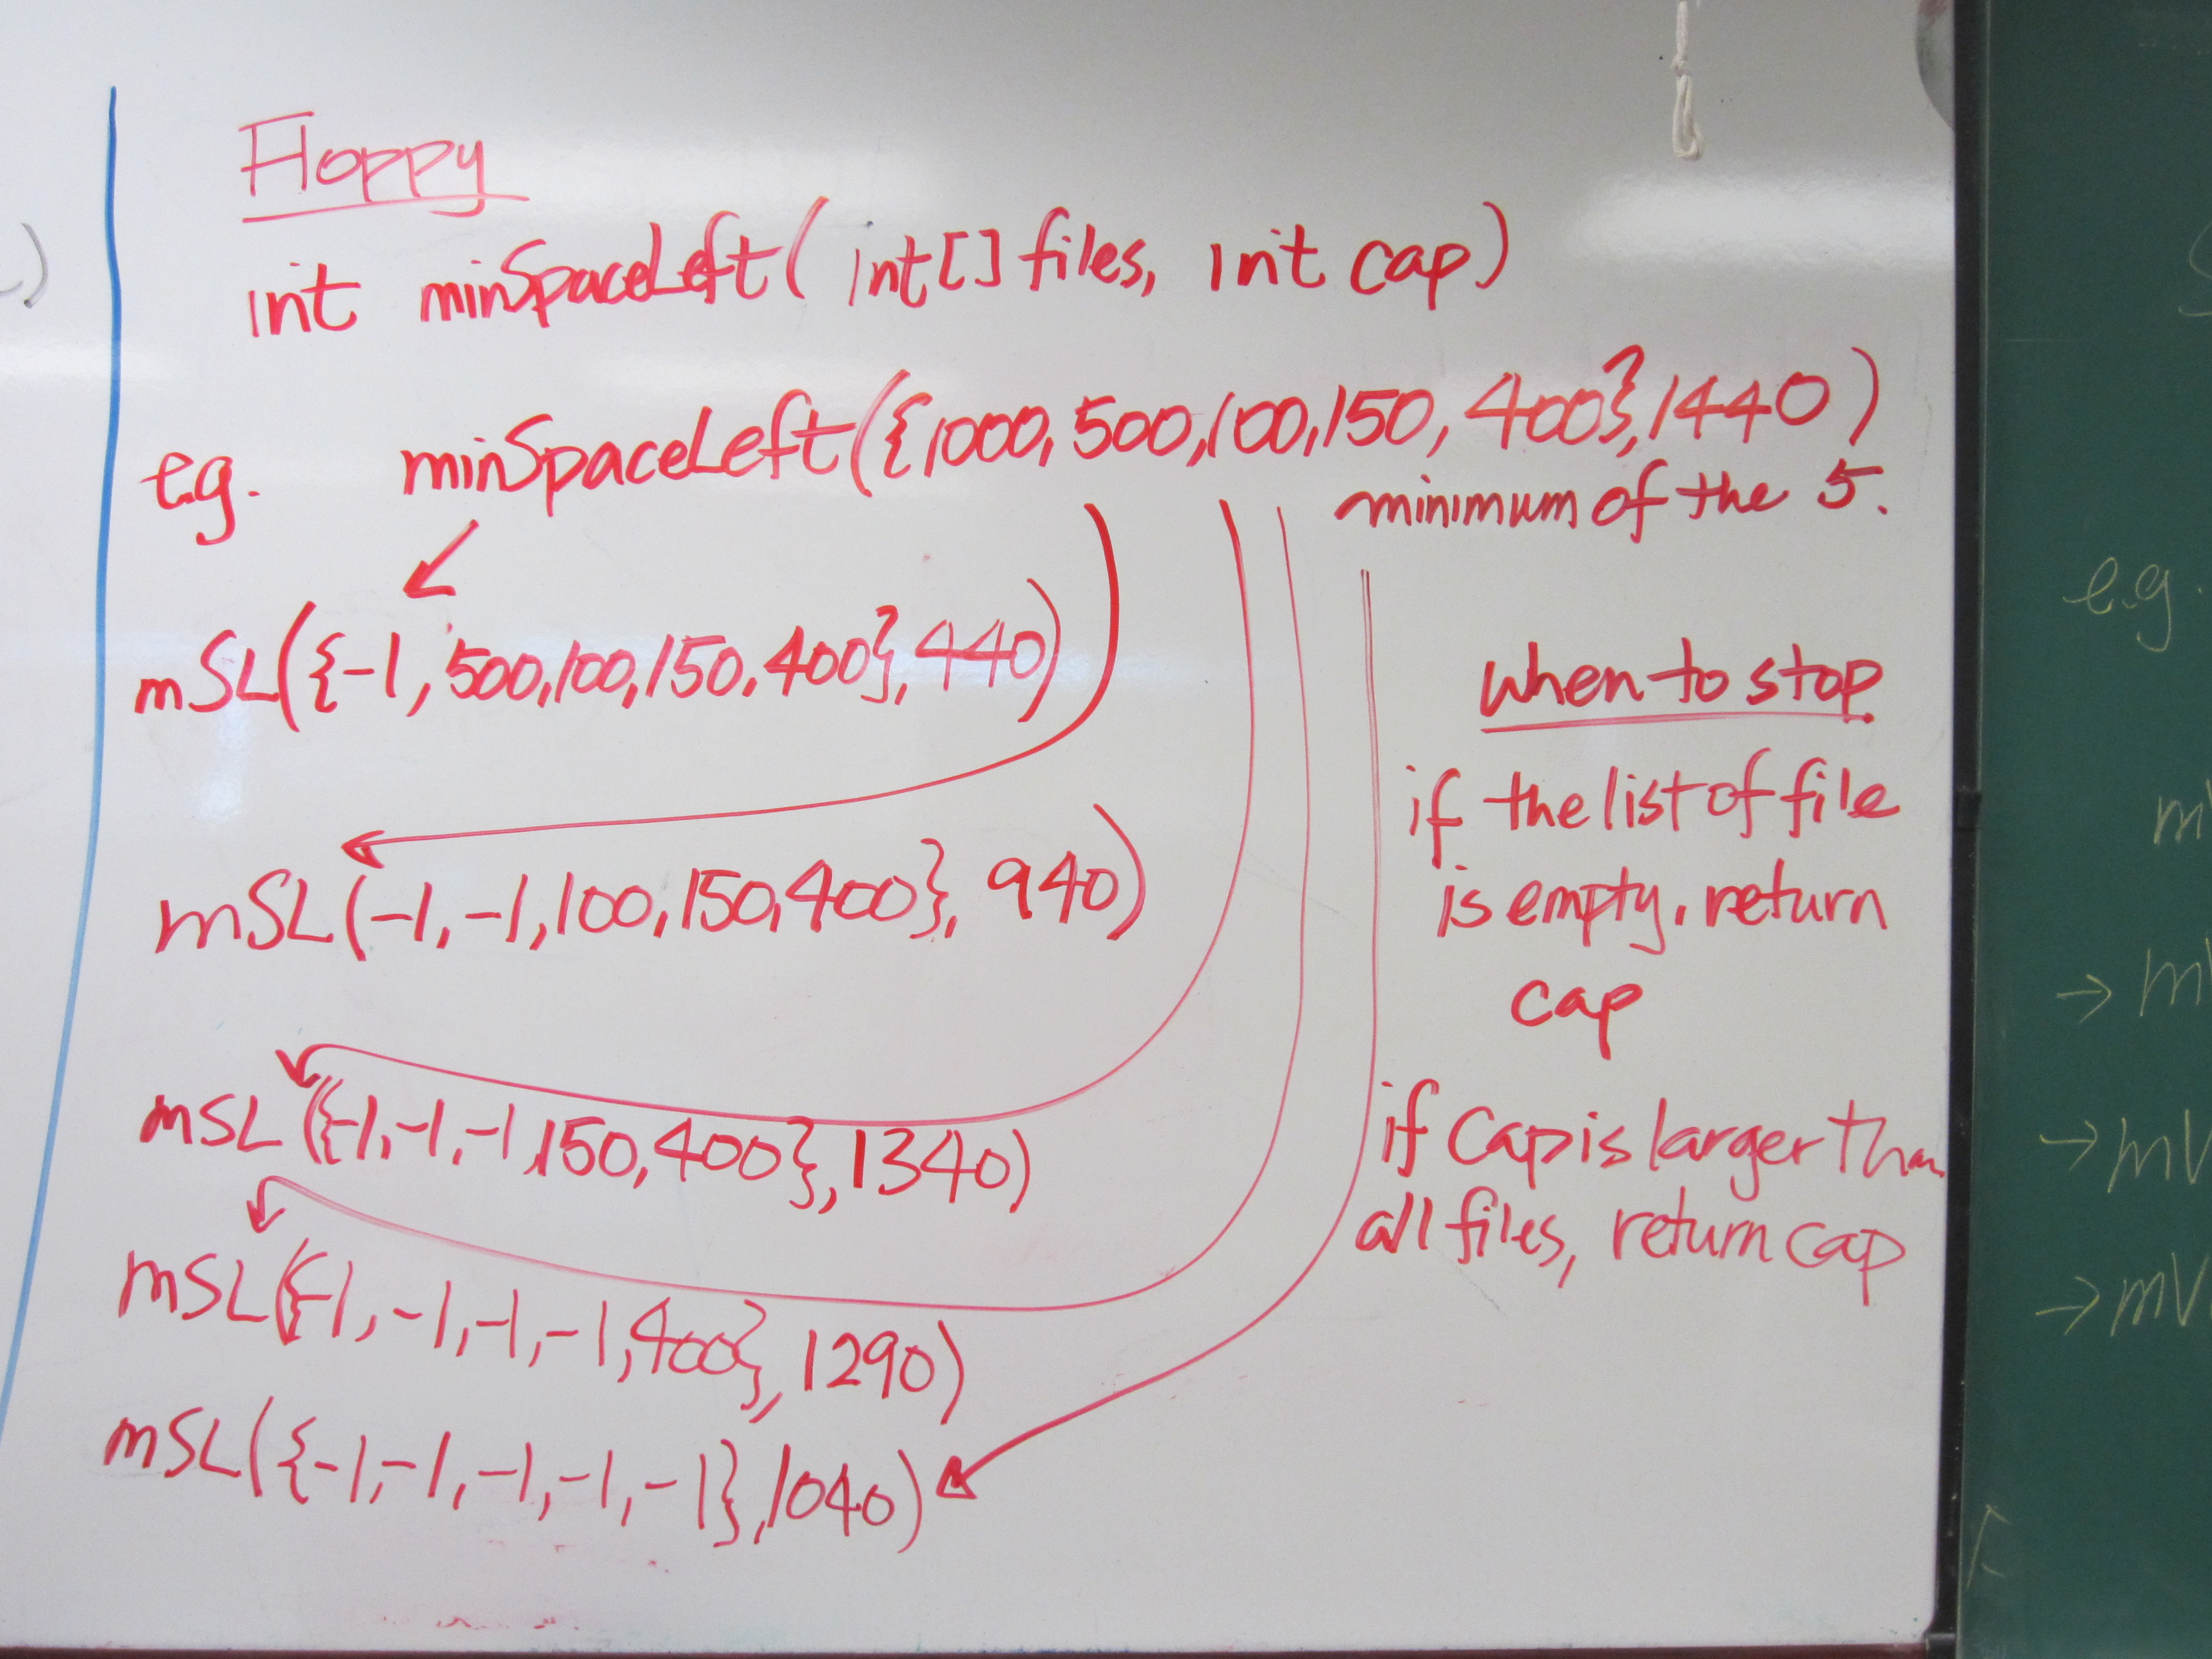 Floppy
int minSpaceLeft( int[] files, int cap)
e.g. minSpaceLeft({1000,500,100,150,400},1440)
minimum of the 5.
mSL({-1,500,100,150,400},440)
mSL(-1,-1,100,150,400},940)
mSL({-1,-1,-1,150,400},1340)
mSL({-1,-1,-1,-1,400},1290)
mSL({-1,-1,-1,-1,-1},1040)
when to stop
if the list of file
is empty, return
cap
if Cap is larger than
all files, return cap
e.g.
→
→ mV
→ mV